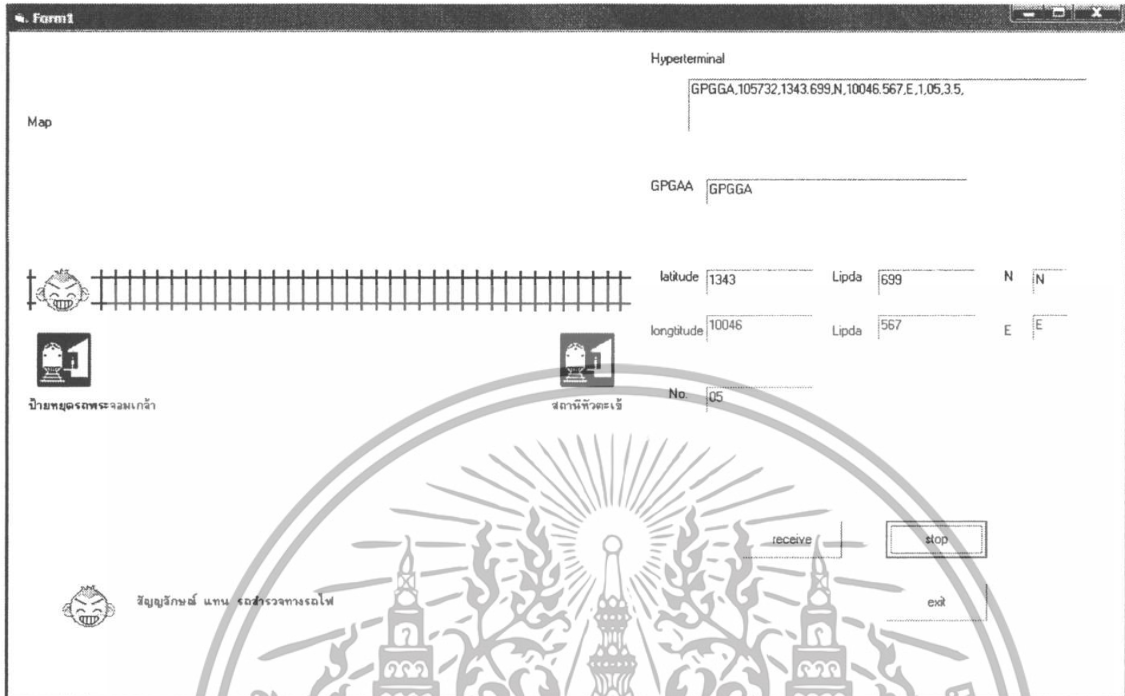 Form1
Hyperterminal
GPGGA,105732,1343.699,N,10046.567,E,1,05,3.5,
Map
GPGAA GPGGA
latitude 1343 Lipda 699 N N
longtitude 10046 Lipda 567 E E
No. 05
ป้ายหยุดรถพระจอมเกล้า
สถานีหัวตะเข้
receive
stop
สัญญลักษณ์ แทน รถสำรวจทางรถไฟ
exit